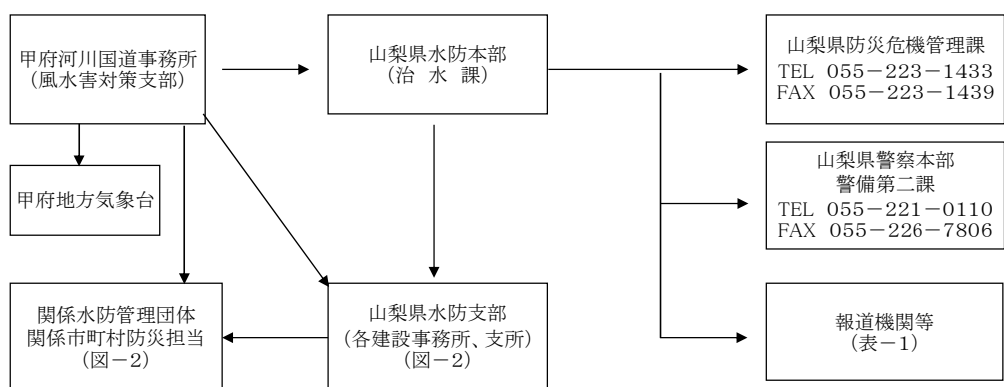 甲府河川国道事務所
(風水害対策支部)
山梨県水防本部
(治 水 課)
山梨県防災危機管理課
TEL 055－223－1433
FAX 055－223－1439
甲府地方気象台
山梨県警察本部
警備第二課
TEL 055－221－0110
FAX 055－226－7806
関係水防管理団体
関係市町村防災担当
(図－2)
山梨県水防支部
(各建設事務所、支所)
(図－2)
報道機関等
(表－1)